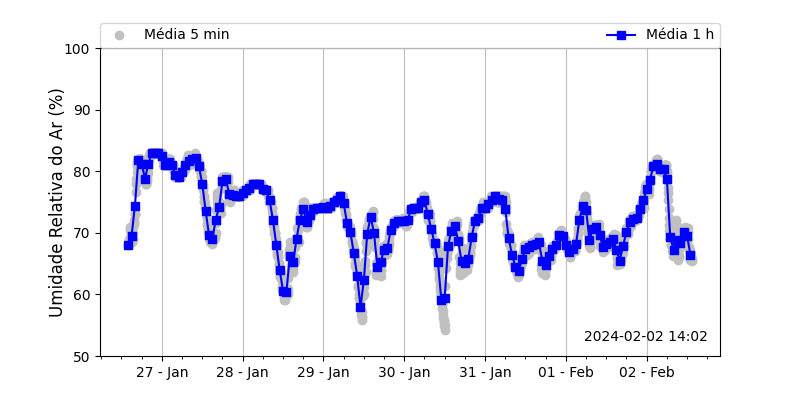 Média 5 min
Média 1 h
Umidade Relativa do Ar (%)
100
90
80
70
60
50
2024-02-02 14:02
27 - Jan
28 - Jan
29 - Jan
30 - Jan
31 - Jan
01 - Feb
02 - Feb